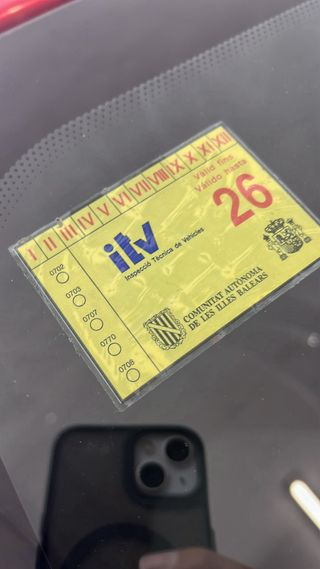 I II III IV V VI VII VIII IX X XI XII
0702
0703
0707
0770
0708
itv
Inspecció Tècnica de Vehicles
Vàlid fins
Válido hasta
26
COMUNITAT AUTÒNOMA
DE LES ILLES BALEARS